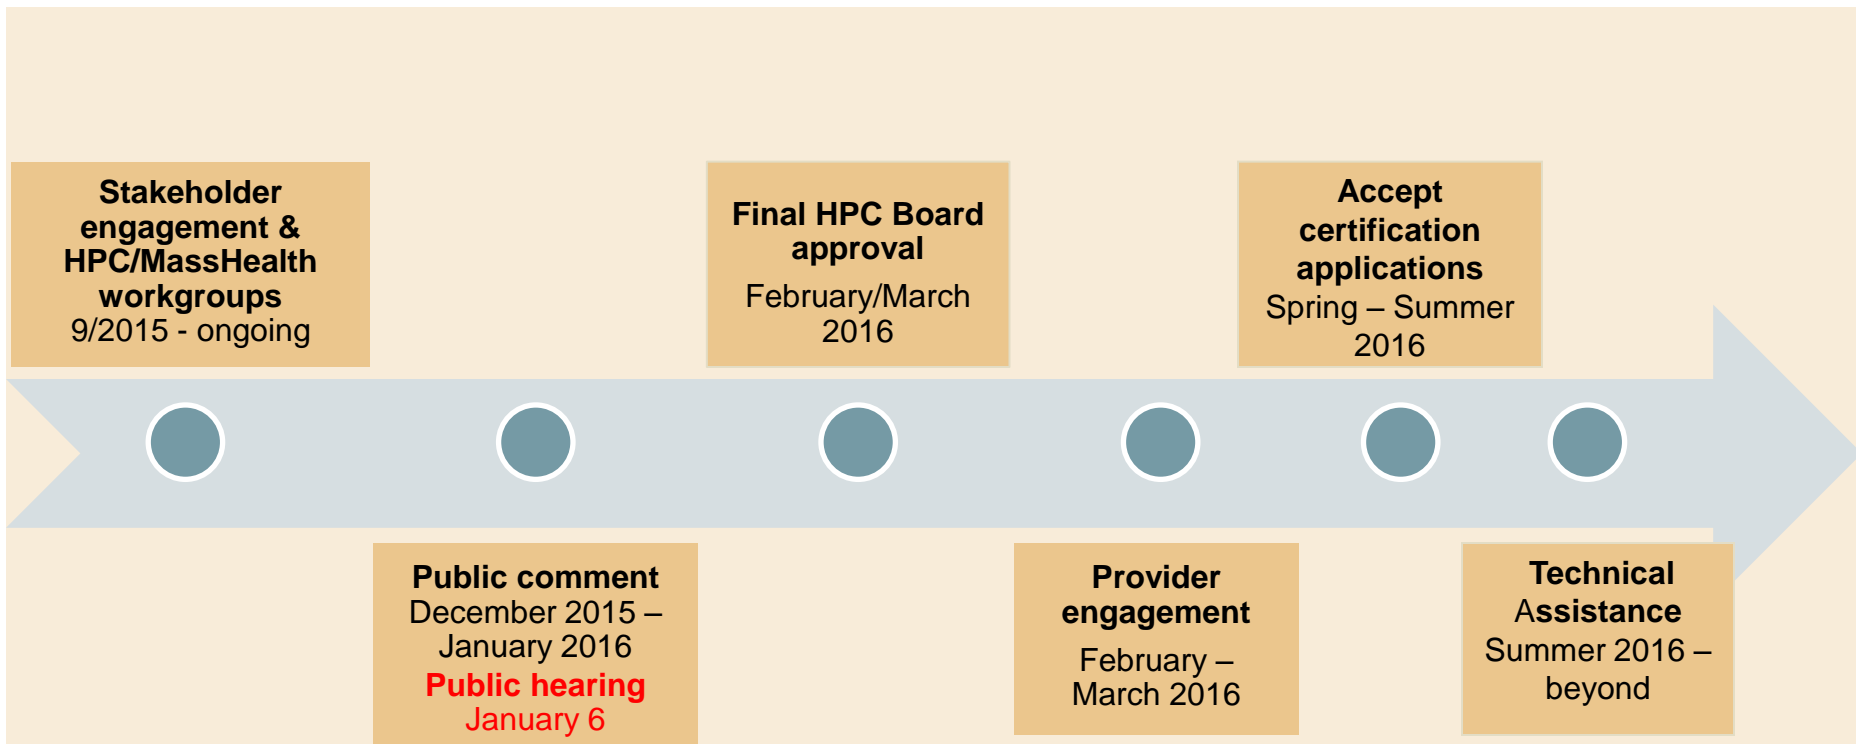 Stakeholder
engagement &
HPC/MassHealth
workgroups
9/2015 - ongoing
Public comment
December 2015 –
January 2016
Public hearing
January 6
Final HPC Board
approval
February/March
2016
Provider
engagement
February –
March 2016
Accept
certification
applications
Spring – Summer
2016
Technical
Assistance
Summer 2016 –
beyond